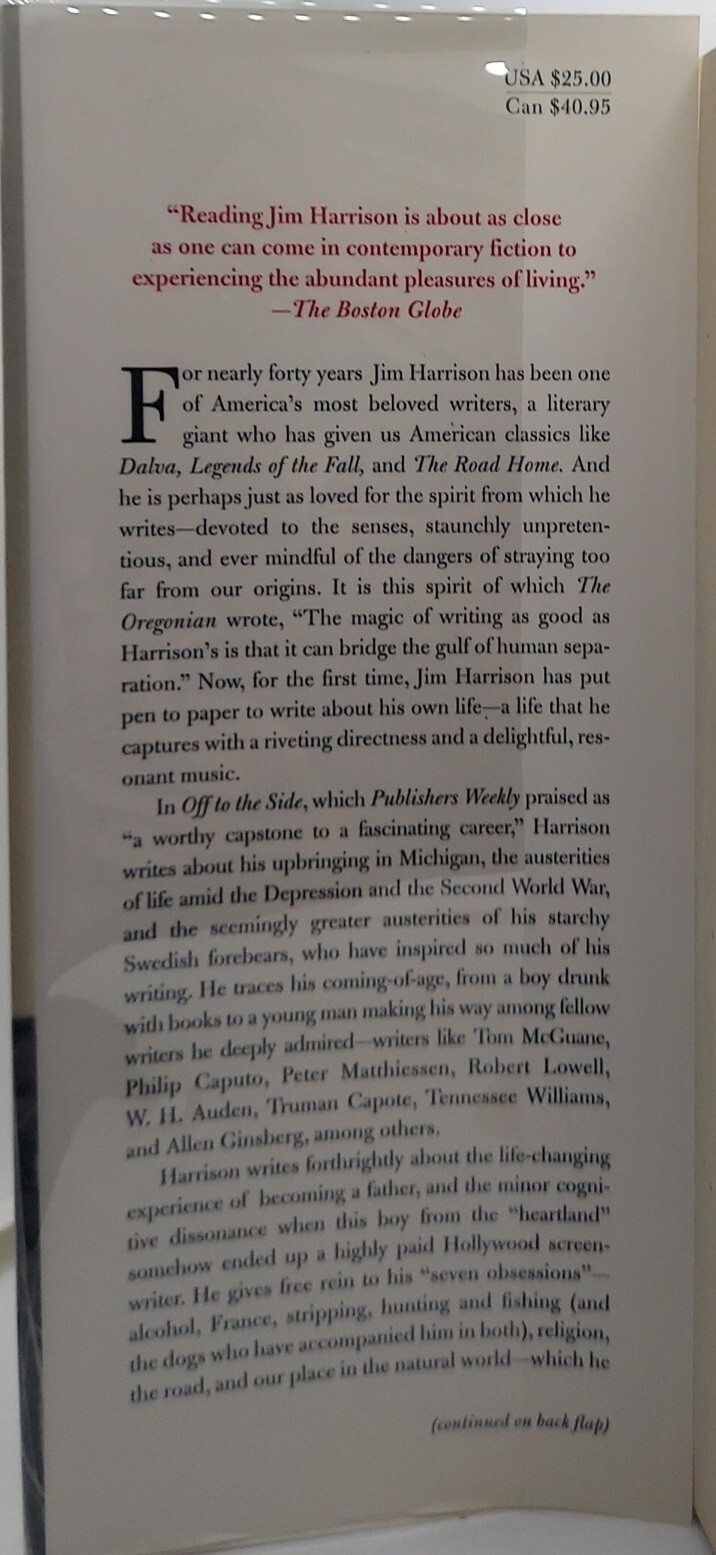 USA $25.00
Can $40.95
“Reading Jim Harrison is about as close
as one can come in contemporary fiction to
experiencing the abundant pleasures of living.”
—The Boston Globe
For nearly forty years Jim Harrison has been one
of America’s most beloved writers, a literary
giant who has given us American classics like
Dalva, Legends of the Fall, and The Road Home. And
he is perhaps just as loved for the spirit from which he
writes—devoted to the senses, staunchly unpreten-
tious, and ever mindful of the dangers of straying too
far from our origins. It is this spirit of which The
Oregonian wrote, “The magic of writing as good as
Harrison’s is that it can bridge the gulf of human sepa-
ration.” Now, for the first time, Jim Harrison has put
pen to paper to write about his own life—a life that he
captures with a riveting directness and a delightful, res-
onant music.
In Off to the Side, which Publishers Weekly praised as
“a worthy capstone to a fascinating career,” Harrison
writes about his upbringing in Michigan, the austerities
of life amid the Depression and the Second World War,
and the seemingly greater austerities of his starchy
Swedish forebears, who have inspired so much of his
writing. He traces his coming-of-age, from a boy drunk
with books to a young man making his way among fellow
writers he deeply admired—writers like Tom McGuane,
Philip Caputo, Peter Matthiessen, Robert Lowell,
W. H. Auden, Truman Capote, Tennessee Williams,
and Allen Ginsberg, among others.
Harrison writes forthrightly about the life-changing
experience of becoming a father, and the minor cogni-
tive dissonance when this boy from the “heartland”
somehow ended up a highly paid Hollywood screen-
writer. He gives free rein to his “seven obsessions”—
alcohol, France, stripping, hunting and fishing (and
the dogs who have accompanied him in both), religion,
the road, and our place in the natural world—which he
(continued on back flap)